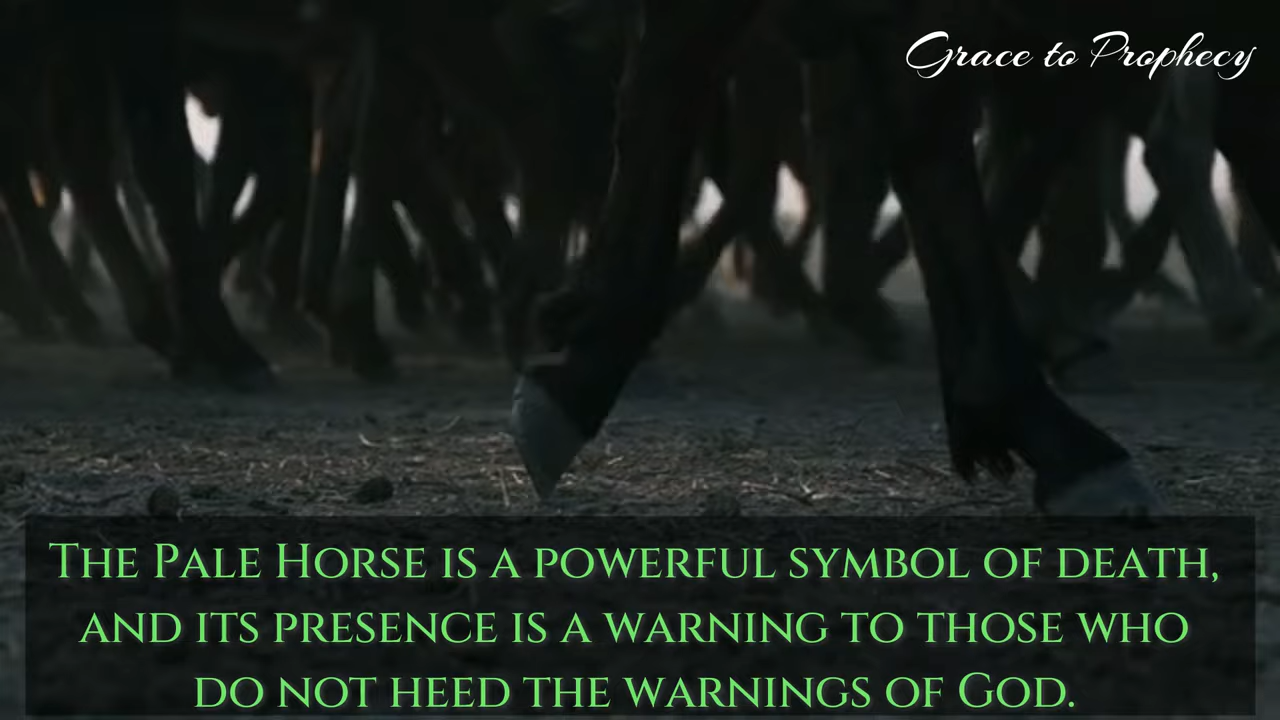 Grace to Prophecy
The Pale Horse is a powerful symbol of death,
and its presence is a warning to those who
do not heed the warnings of God.